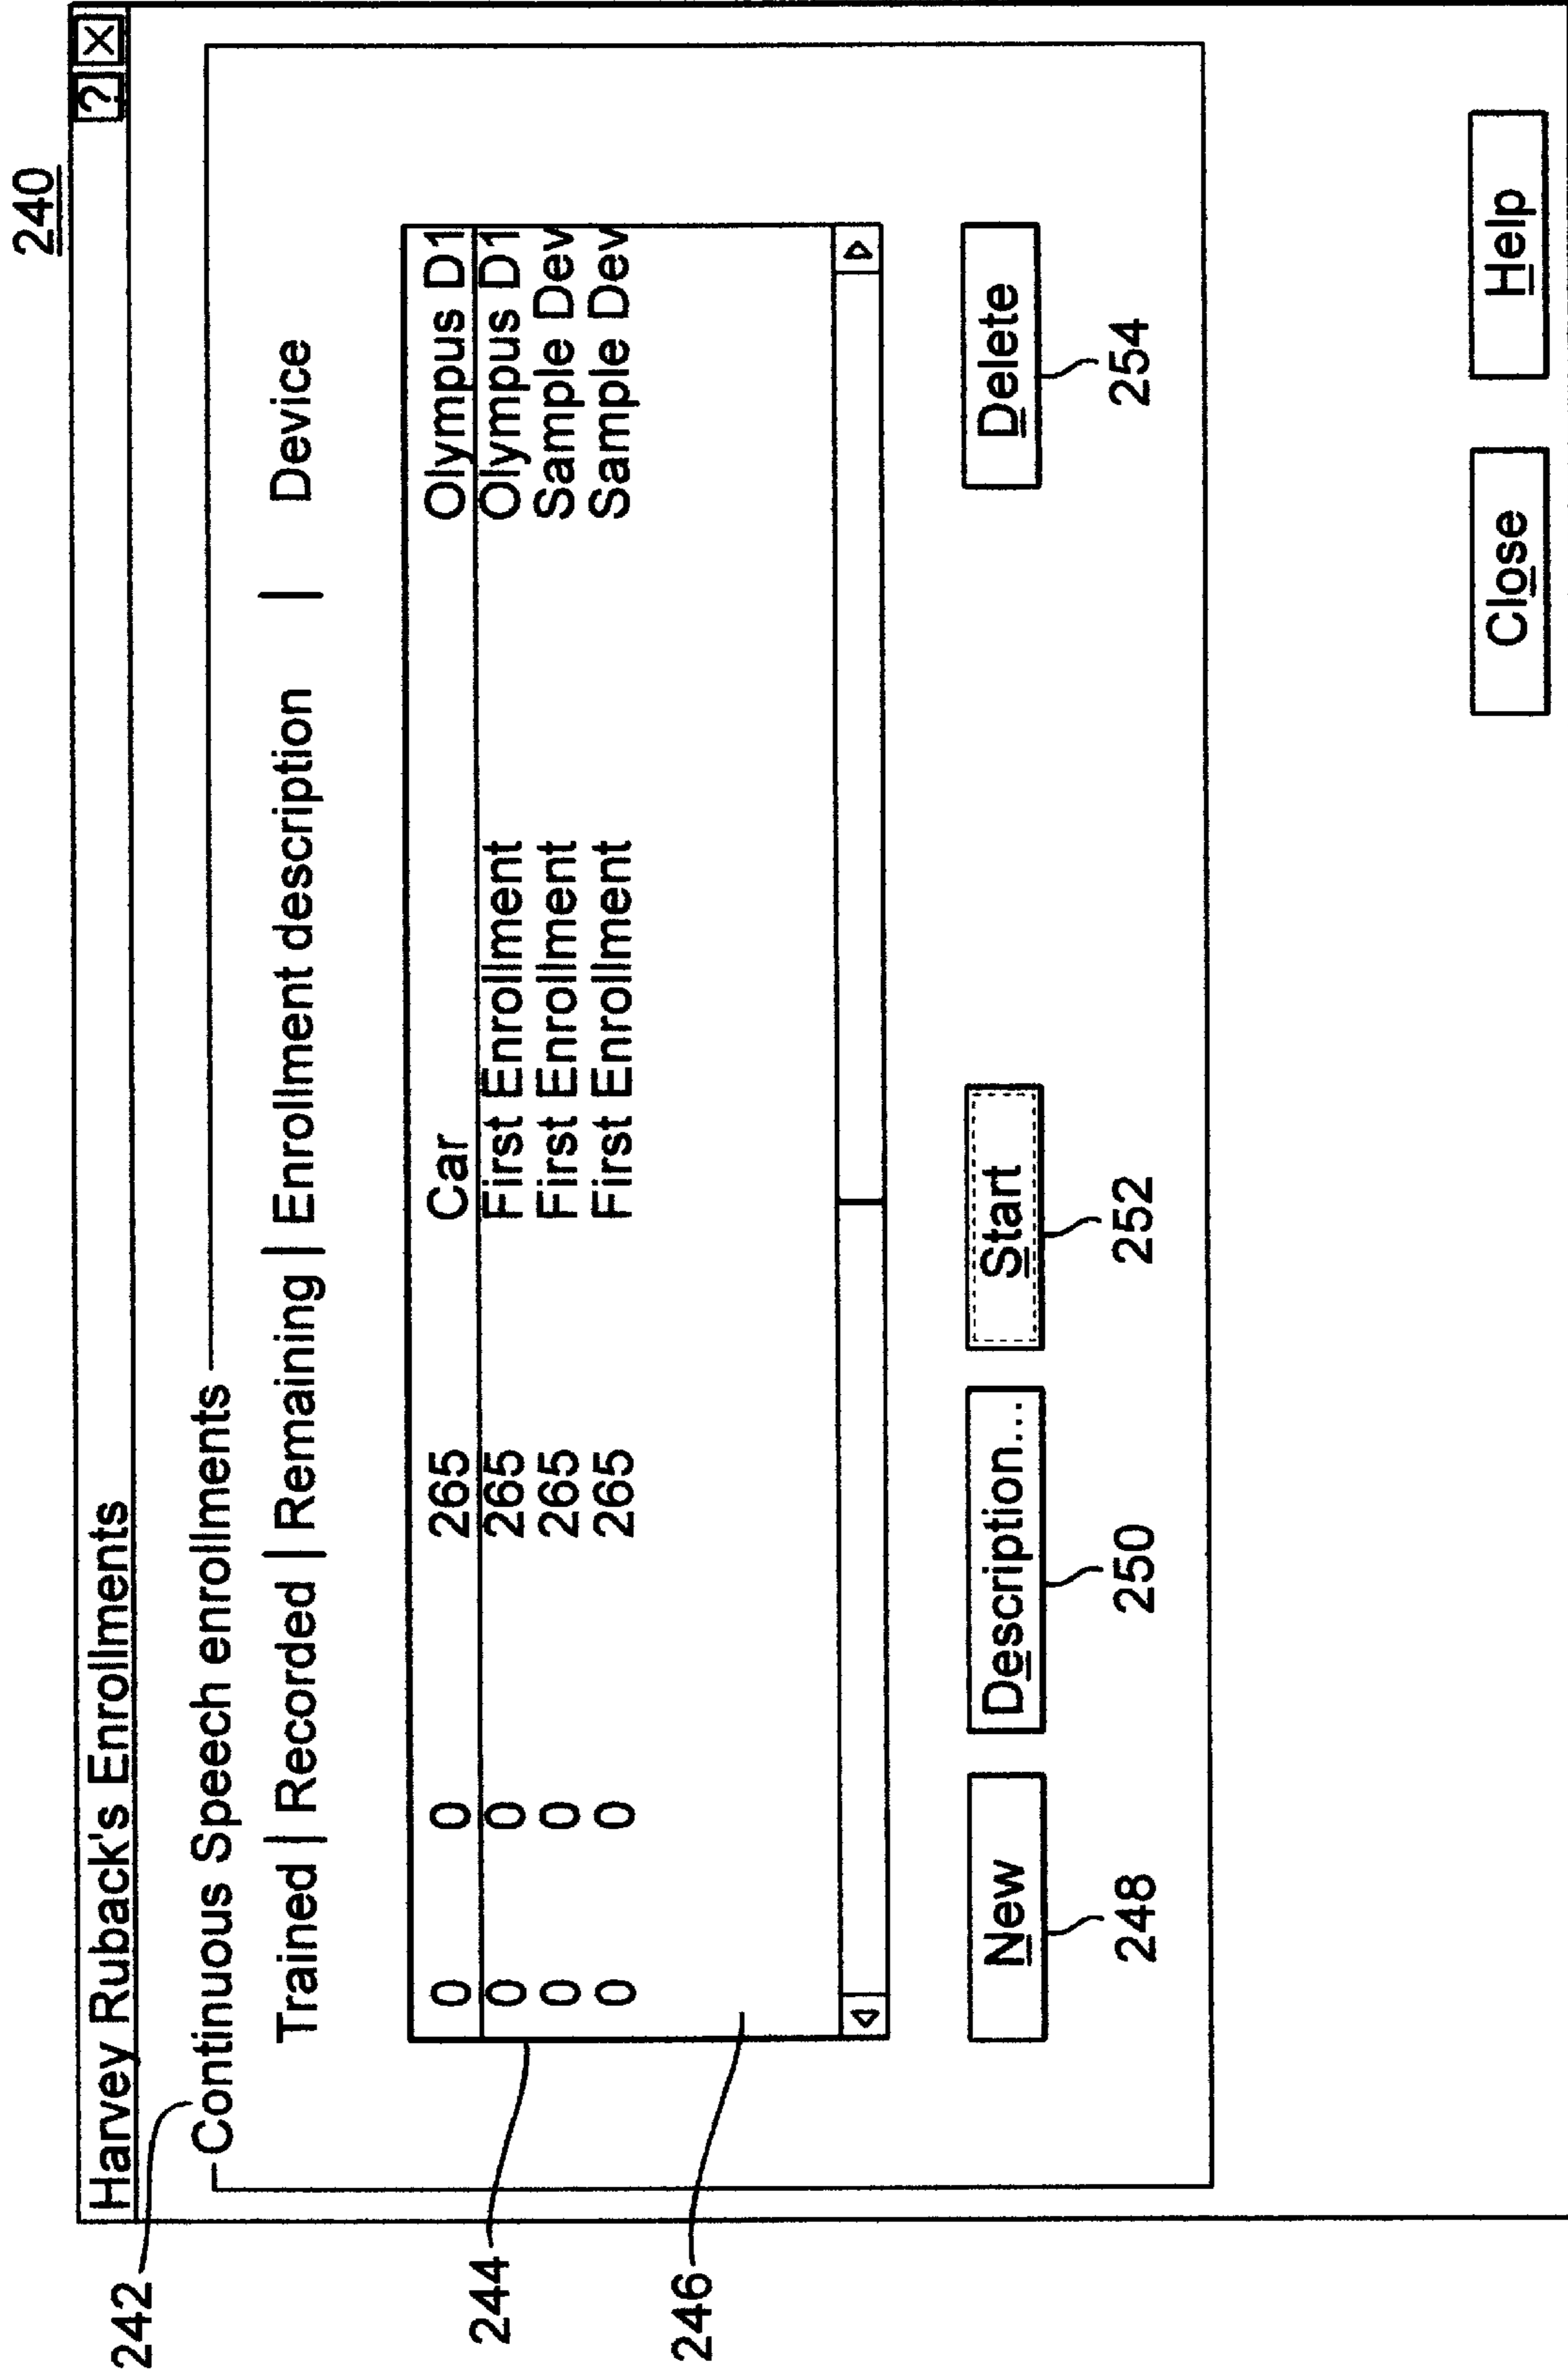 240
Harvey Ruback's Enrollments ? X
242
Continuous Speech enrollments
Trained | Recorded | Remaining | Enrollment description | Device
0 0 265 Car Olympus D1
0 0 265 First Enrollment Olympus D1
0 0 265 First Enrollment Sample Dev
0 0 265 First Enrollment Sample Dev
244
246
New Description... Start Delete
248 250 252 254
Close Help